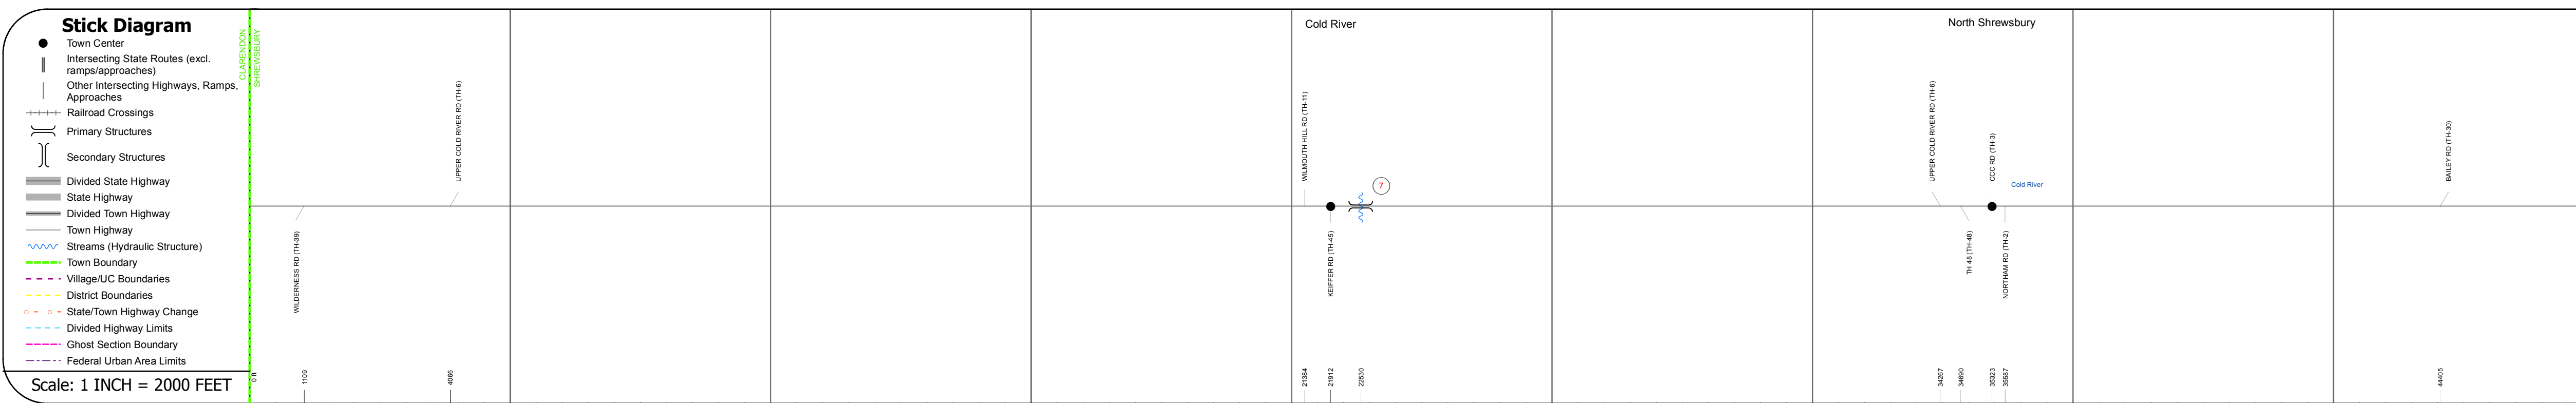 Stick Diagram
Town Center
Intersecting State Routes (excl.
ramps/approaches)
Other Intersecting Highways, Ramps,
Approaches
Railroad Crossings
Primary Structures
Secondary Structures
Divided State Highway
State Highway
Divided Town Highway
Town Highway
Streams (Hydraulic Structure)
Town Boundary
Village/UC Boundaries
District Boundaries
State/Town Highway Change
Divided Highway Limits
Ghost Section Boundary
Federal Urban Area Limits
Scale: 1 INCH = 2000 FEET
CLARENDON
SHREWSBURY
Cold River
North Shrewsbury
UPPER COLD RIVER RD (TH-6)
WILMOUTH HILL RD (TH-11)
7
UPPER COLD RIVER RD (TH-6)
CCC RD (TH-3)
Cold River
BAILEY RD (TH-30)
WILDERNESS RD (TH-39)
KEIFFER RD (TH-45)
TH 48 (TH-48)
NORTHAM RD (TH-2)
0 ft
1109
4066
21384
21912
22530
34267
34690
35323
35587
44405